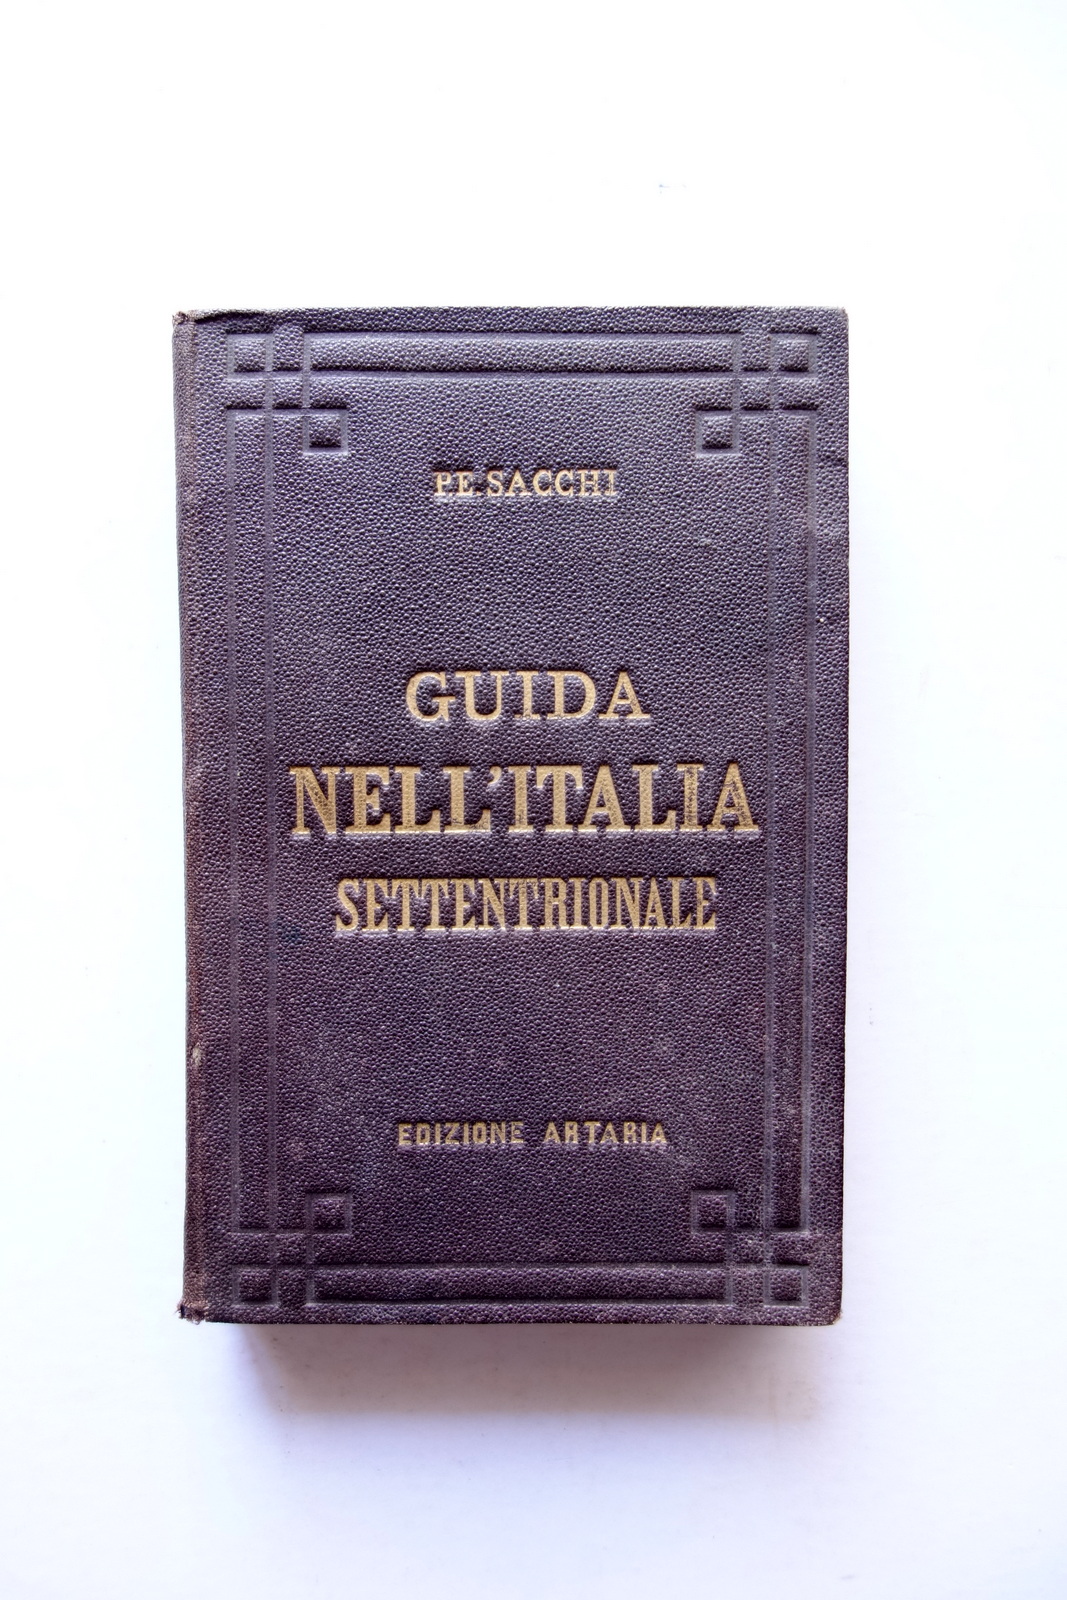 P.E. SACCHI
GUIDA
NELL'ITALIA
SETTENTRIONALE
EDIZIONE ARTARIA